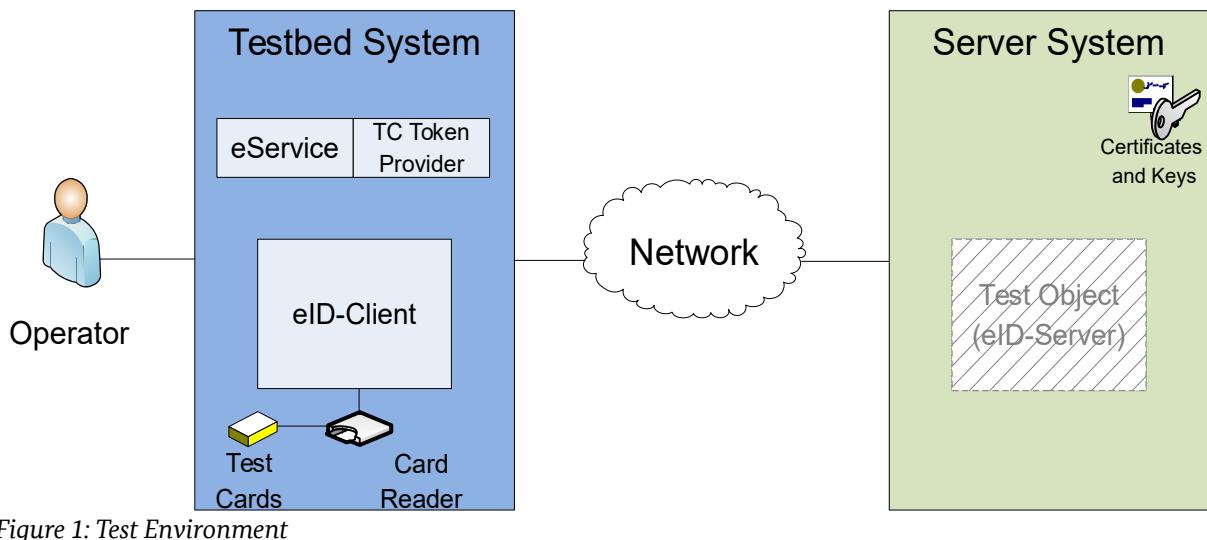 Testbed System
Server System
eService
TC Token
Provider
Certificates
and Keys
eID-Client
Network
Test Object
(eID-Server)
Operator
Test
Cards
Card
Reader
Figure 1: Test Environment